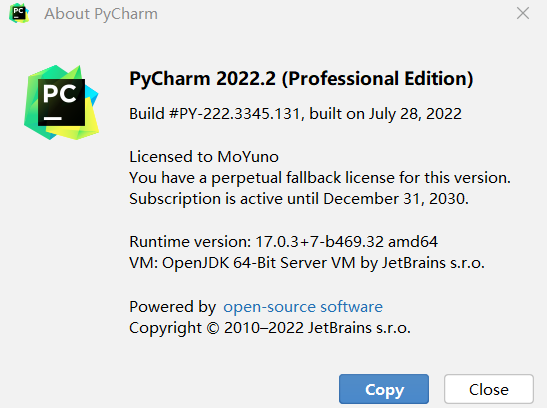 About PyCharm
PC
PyCharm 2022.2 (Professional Edition)
Build #PY-222.3345.131, built on July 28, 2022
Licensed to MoYuno
You have a perpetual fallback license for this version.
Subscription is active until December 31, 2030.
Runtime version: 17.0.3+7-b469.32 amd64
VM: OpenJDK 64-Bit Server VM by JetBrains s.r.o.
Powered by open-source software
Copyright © 2010–2022 JetBrains s.r.o.
Copy
Close